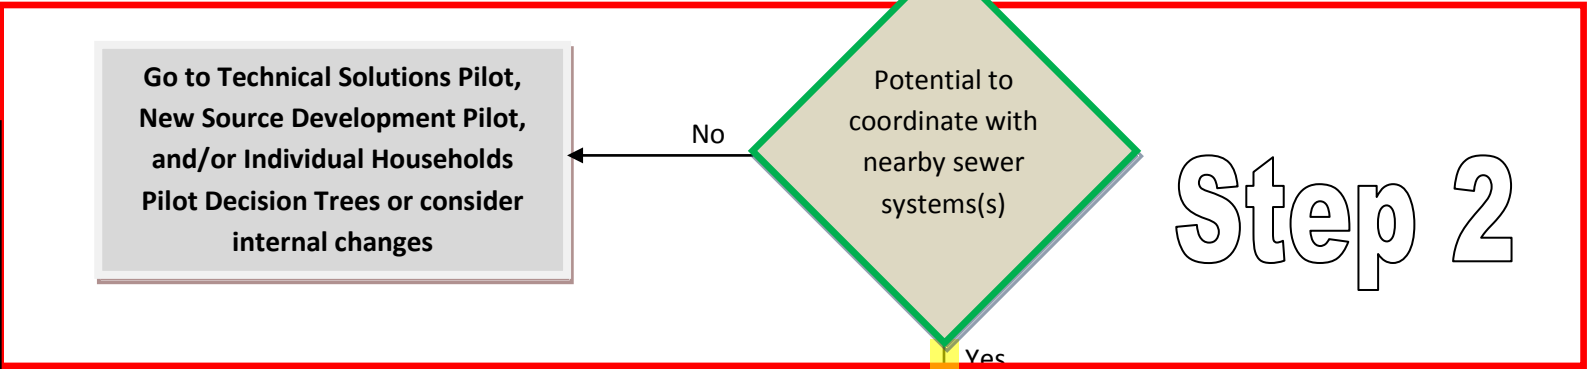 Go to Technical Solutions Pilot,
New Source Development Pilot,
and/or Individual Households
Pilot Decision Trees or consider
internal changes
No
Potential to
coordinate with
nearby sewer
systems(s)
Step 2
Yes